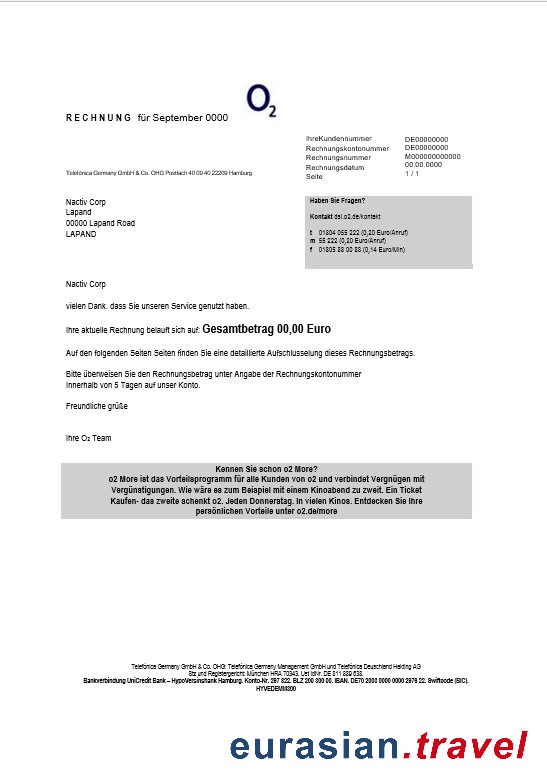 O2
RECHNUNG für September 0000
IhreKundennummer DE00000000
Rechnungskontonummer DE00000000
Rechnungsnummer M000000000000
Rechnungsdatum 00.00.0000
Seite 1 / 1
Telefónica Germany GmbH & Co. OHG Postfach 40 09 40 22209 Hamburg
Nactiv Corp
Lapand
00000 Lapand Road
LAPAND
Haben Sie Fragen?
Kontakt dsl.o2.de/kontakt
t 01804 055 222 (0,20 Euro/Anruf)
m 55 222 (0,20 Euro/Anruf)
f 01805 88 00 88 (0,14 Euro/Min)
Nactiv Corp
vielen Dank. dass Sie unseren Service genutzt haben.
Ihre aktuelle Rechnung belauft sich auf: Gesamtbetrag 00,00 Euro
Auf den folgenden Seiten Seiten finden Sie eine detaillierte Aufschlusselung dieses Rechnungsbetrags.
Bitte überweisen Sie den Rechnungsbetrag unter Angabe der Rechnungskontonummer
Innerhalb von 5 Tagen auf unser Konto.
Freundliche grüße
Ihre O2 Team
Kennen Sie schon o2 More?
o2 More ist das Vorteilsprogramm für alle Kunden von o2 und verbindet Vergnügen mit
Vergünstigungen. Wie wäre es zum Beispiel mit einem Kinoabend zu zweit. Ein Ticket
Kaufen- das zweite schenkt o2. Jeden Donnerstag. In vielen Kinos. Entdecken Sie Ihre
persönlichen Vorteile unter o2.de/more
Telefónica Germany GmbH & Co. OHG: Telefónica Germany Management GmbH und Telefónica Deuschland Halding AG
Stz und Registergericht: München HRA 70343. Ust IdNr. DE 811 889 638.
Bankverbindung UniCredit Bank – HypoVersinshank Hamburg. Konto-Nr. 297 822. BLZ 200 300 00. IBAN. DE70 2003 0000 0000 2976 22. Swiftcode (BIC).
HYVEDEMM300
eurasian.travel